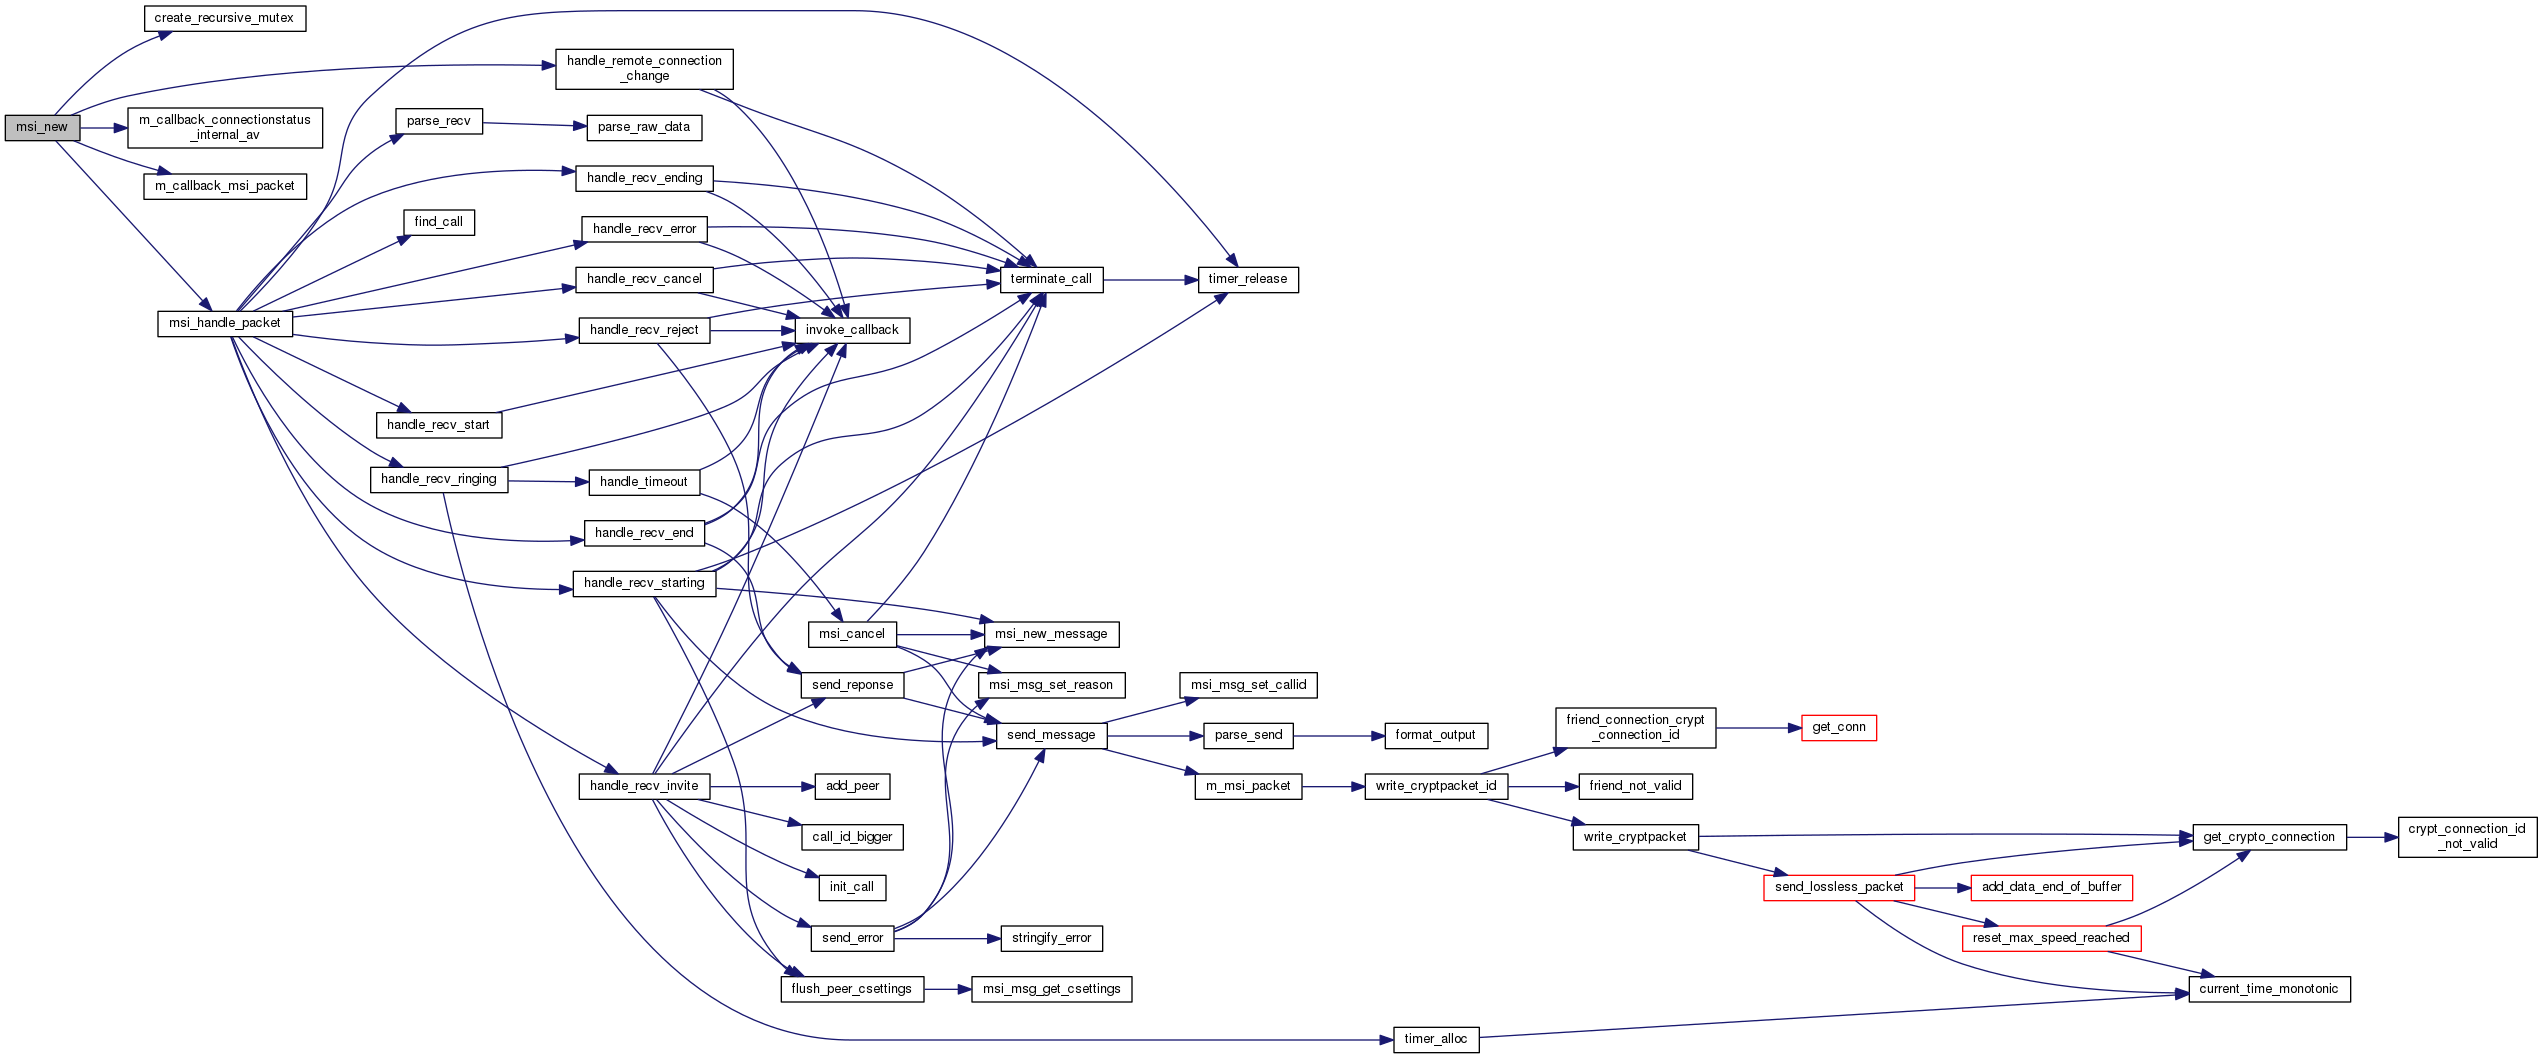 create_recursive_mutex
handle_remote_connection
_change
msi_new
m_callback_connectionstatus
_internal_av
parse_recv
parse_raw_data
m_callback_msi_packet
handle_recv_ending
find_call
handle_recv_error
handle_recv_cancel
terminate_call
timer_release
msi_handle_packet
handle_recv_reject
invoke_callback
handle_recv_start
handle_recv_ringing
handle_timeout
handle_recv_end
handle_recv_starting
msi_cancel
msi_new_message
send_reponse
msi_msg_set_reason
msi_msg_set_callid
send_message
parse_send
format_output
friend_connection_crypt
_connection_id
get_conn
handle_recv_invite
add_peer
m_msi_packet
write_cryptpacket_id
friend_not_valid
call_id_bigger
write_cryptpacket
get_crypto_connection
crypt_connection_id
_not_valid
init_call
send_lossless_packet
add_data_end_of_buffer
send_error
stringify_error
reset_max_speed_reached
flush_peer_csettings
msi_msg_get_csettings
current_time_monotonic
timer_alloc